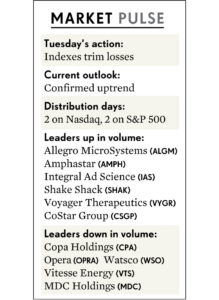 MARKET PULSE
Tuesday's action:
Indexes trim losses
Current outlook:
Confirmed uptrend
Distribution days:
2 on Nasdaq, 2 on S&P 500
Leaders up in volume:
Allegro MicroSystems (ALGM)
Amphastar (AMPH)
Integral Ad Science (IAS)
Shake Shack (SHAK)
Voyager Therapeutics (VYGR)
CoStar Group (CSGP)
Leaders down in volume:
Copa Holdings (CPA)
Opera (OPRA) Watsco (WSO)
Vitesse Energy (VTS)
MDC Holdings (MDC)